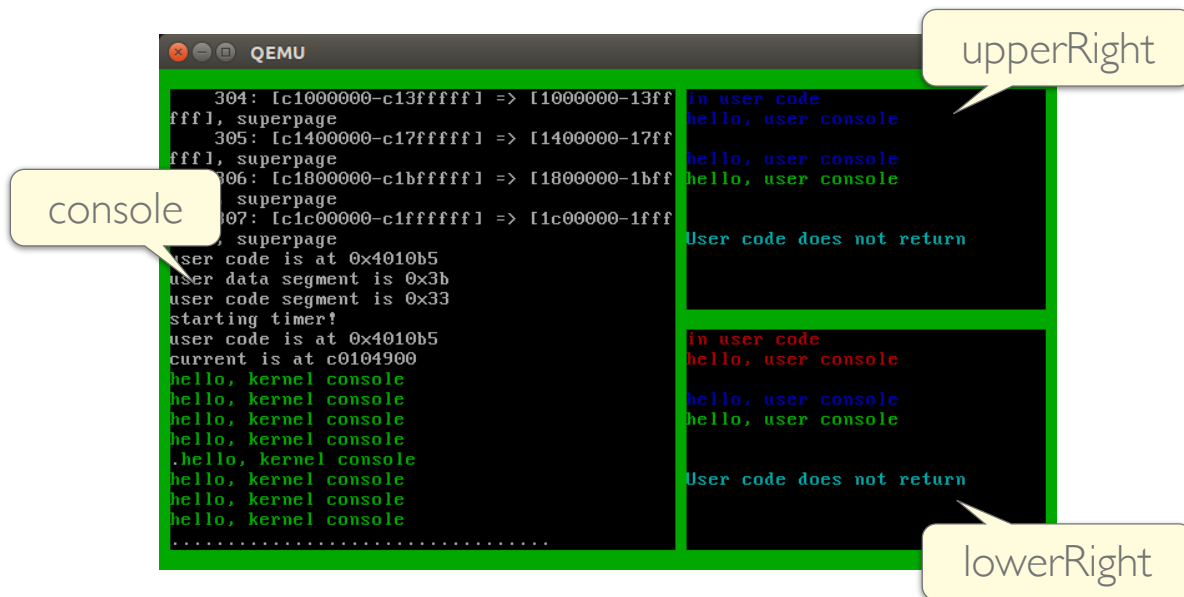 QEMU
upperRight
304: [c1000000-c13fffff] => [1000000-13ff
fff], superpage
305: [c1400000-c17fffff] => [1400000-17ff
fff], superpage
306: [c1800000-c1bfffff] => [1800000-1bff
superpage
307: [c1c00000-c1ffffff] => [1c00000-1fff
, superpage
user code is at 0x4010b5
user data segment is 0x3b
user code segment is 0x33
starting timer!
user code is at 0x4010b5
current is at c0104900
hello, kernel console
hello, kernel console
hello, kernel console
hello, kernel console
.hello, kernel console
hello, kernel console
hello, kernel console
hello, kernel console
..................................
console
in user code
hello, user console
hello, user console
hello, user console
User code does not return
in user code
hello, user console
hello, user console
hello, user console
User code does not return
lowerRight